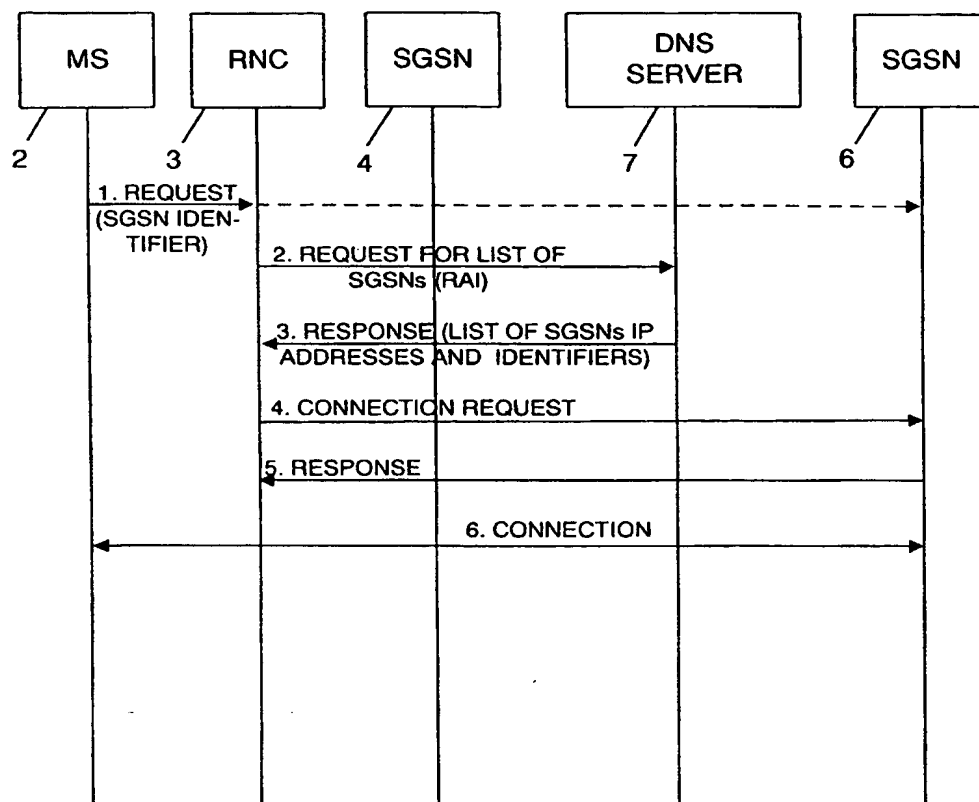 MS
RNC
SGSN
DNS
SERVER
SGSN
2
3
4
7
6
1. REQUEST
(SGSN IDEN-
TIFIER)
2. REQUEST FOR LIST OF
SGSNs (RAI)
3. RESPONSE (LIST OF SGSNs IP
ADDRESSES AND IDENTIFIERS)
4. CONNECTION REQUEST
5. RESPONSE
6. CONNECTION